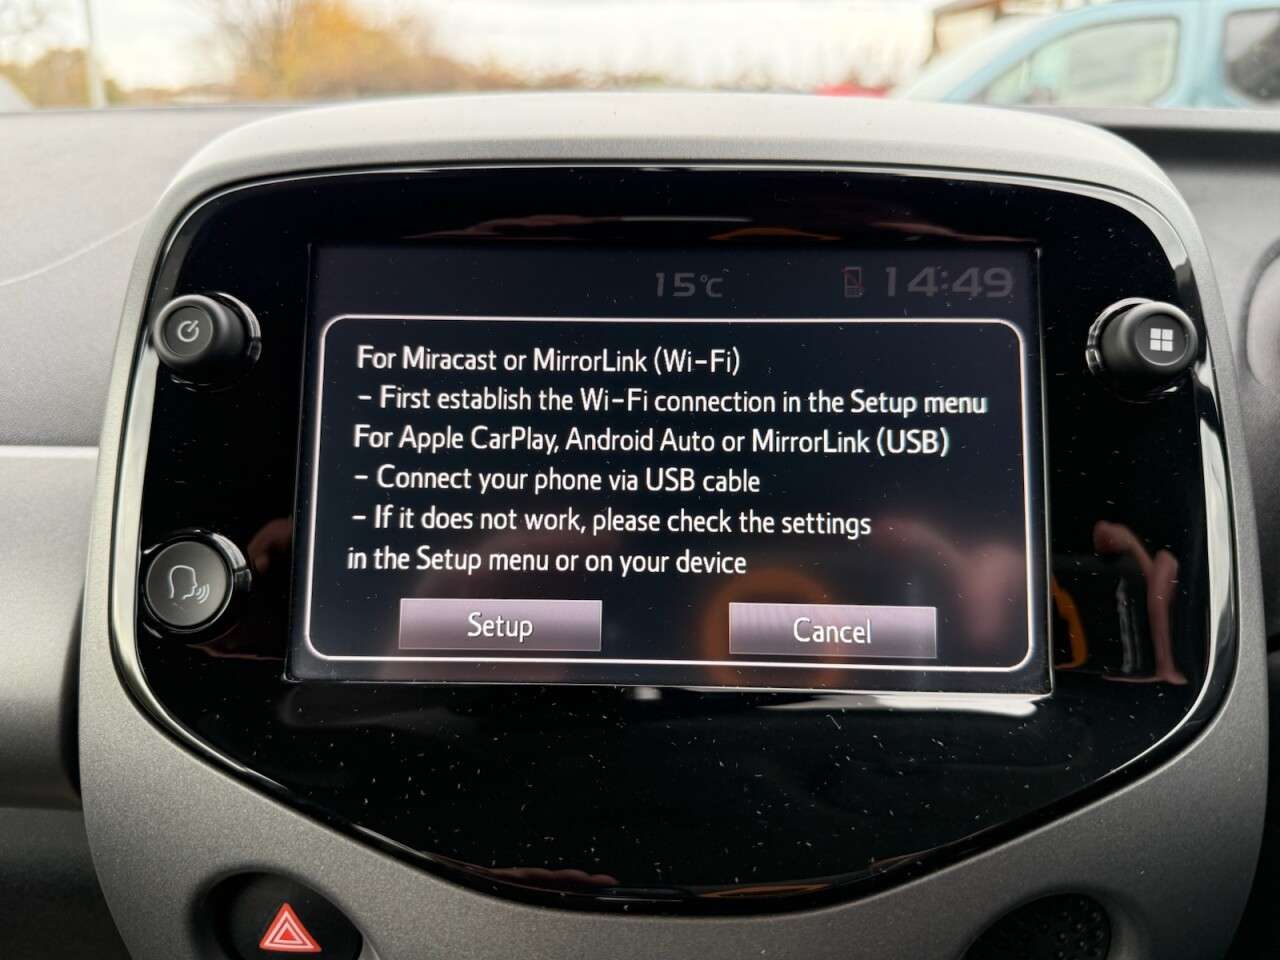 15°C 14:49
For Miracast or MirrorLink (Wi-Fi)
- First establish the Wi-Fi connection in the Setup menu
For Apple CarPlay, Android Auto or MirrorLink (USB)
- Connect your phone via USB cable
- If it does not work, please check the settings
in the Setup menu or on your device
Setup Cancel